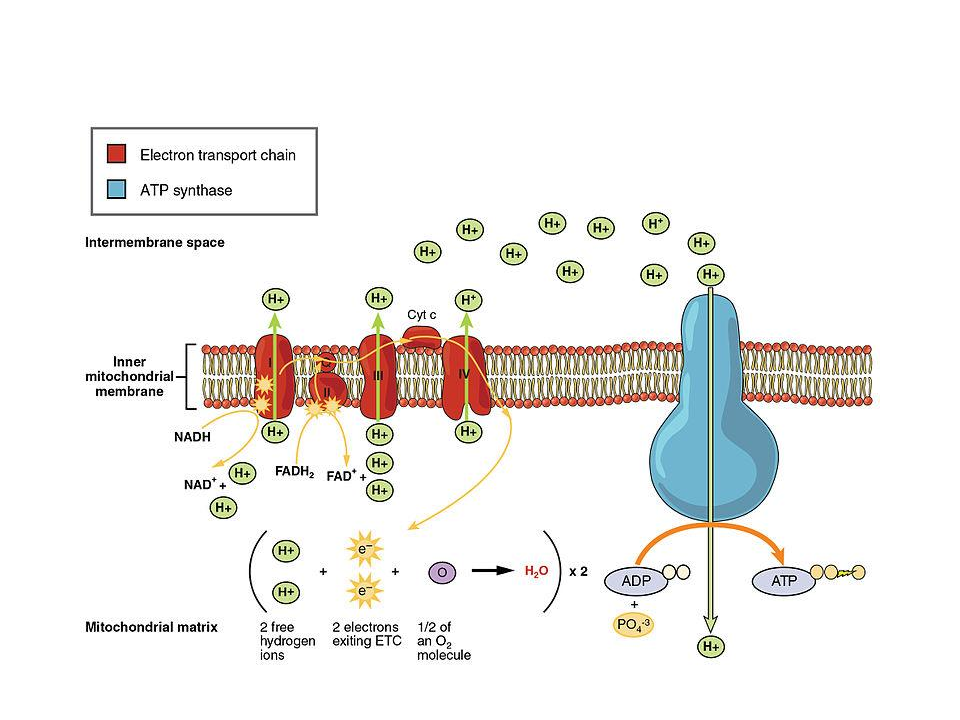 Electron transport chain
ATP synthase
Intermembrane space
H+ H+ H+ H+ H⁺ H+
H+ H+ H+ H+
H+ H+ H⁺
Cyt c
Inner
mitochondrial
membrane
I
Q
II
III
IV
H+ H+ H+
NADH
NAD⁺ + H+
H+
FADH₂
FAD⁺ + H+
H+
H+ e⁻
+ + O H₂O x 2
H+ e⁻
2 free
hydrogen
ions
2 electrons
exiting ETC
1/2 of
an O₂
molecule
Mitochondrial matrix
ADP
+
PO₄⁻³
ATP
H+